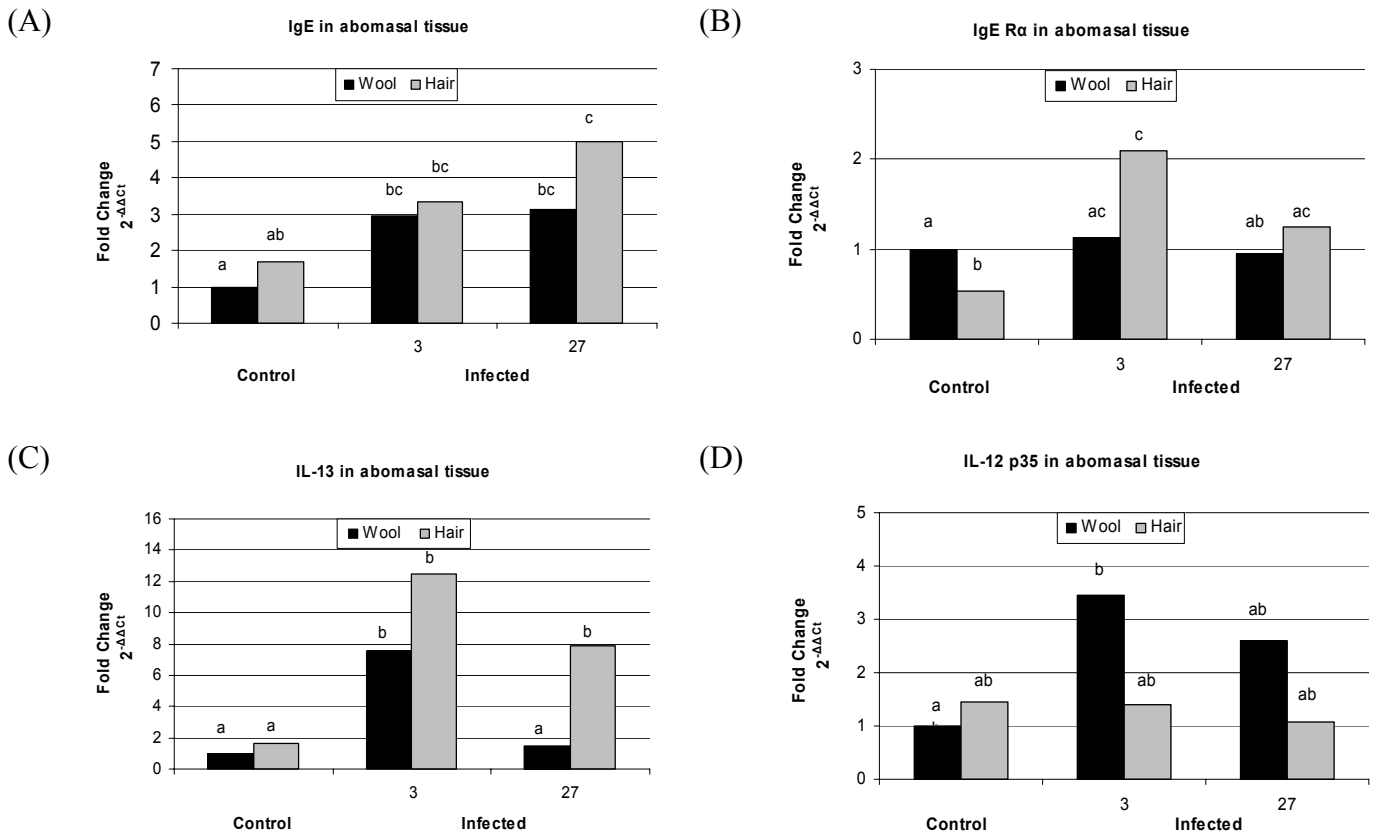 (A)
IgE in abomasal tissue
Wool Hair
Fold Change
2-ΔΔCt
7
6
5
4
3
2
1
0
a
ab
bc
bc
bc
c
3
27
Control
Infected
(B)
IgE Rα in abomasal tissue
Wool Hair
Fold Change
2-ΔΔCt
3
2
1
0
a
b
ac
c
ab
ac
3
27
Control
Infected
(C)
IL-13 in abomasal tissue
Wool Hair
Fold Change
2-ΔΔCt
16
14
12
10
8
6
4
2
0
a
a
b
b
a
b
3
27
Control
Infected
(D)
IL-12 p35 in abomasal tissue
Wool Hair
Fold Change
2-ΔΔCt
5
4
3
2
1
0
a
ab
b
ab
ab
ab
3
27
Control
Infected